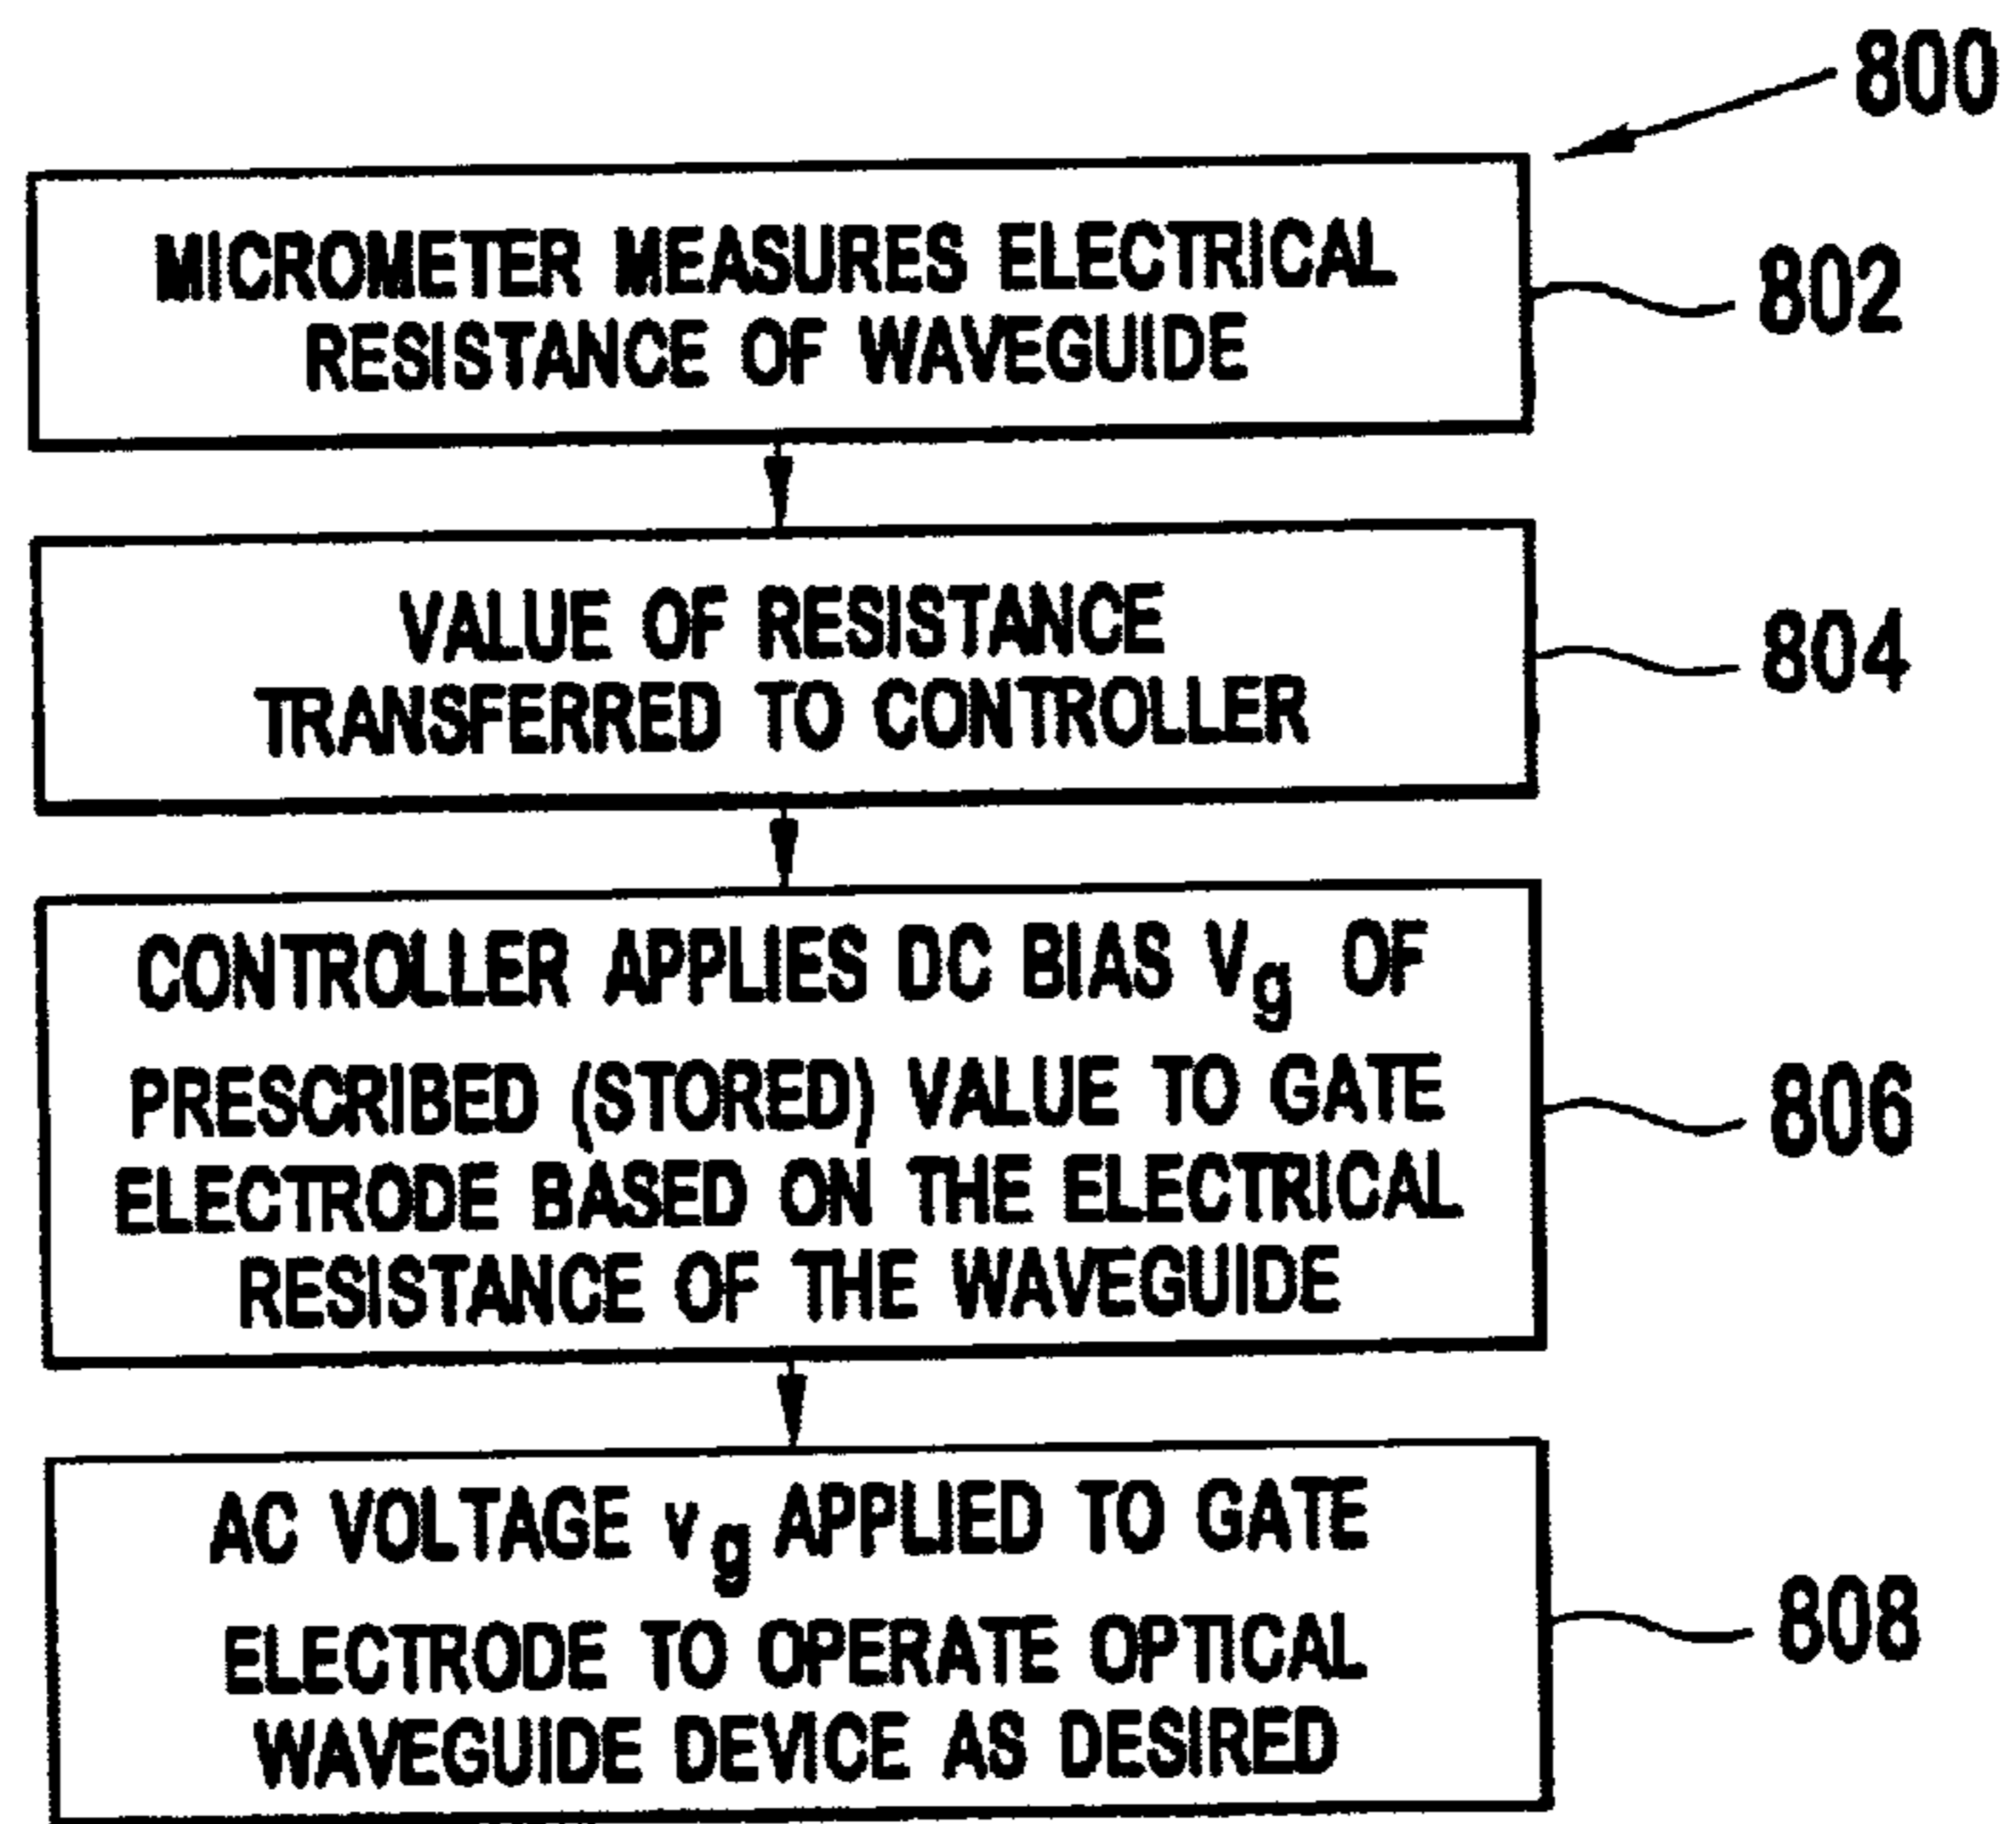 800
MICROMETER MEASURES ELECTRICAL
RESISTANCE OF WAVEGUIDE
802
VALUE OF RESISTANCE
TRANSFERRED TO CONTROLLER
804
CONTROLLER APPLIES DC BIAS Vg OF
PRESCRIBED (STORED) VALUE TO GATE
ELECTRODE BASED ON THE ELECTRICAL
RESISTANCE OF THE WAVEGUIDE
806
AC VOLTAGE vg APPLIED TO GATE
ELECTRODE TO OPERATE OPTICAL
WAVEGUIDE DEVICE AS DESIRED
808